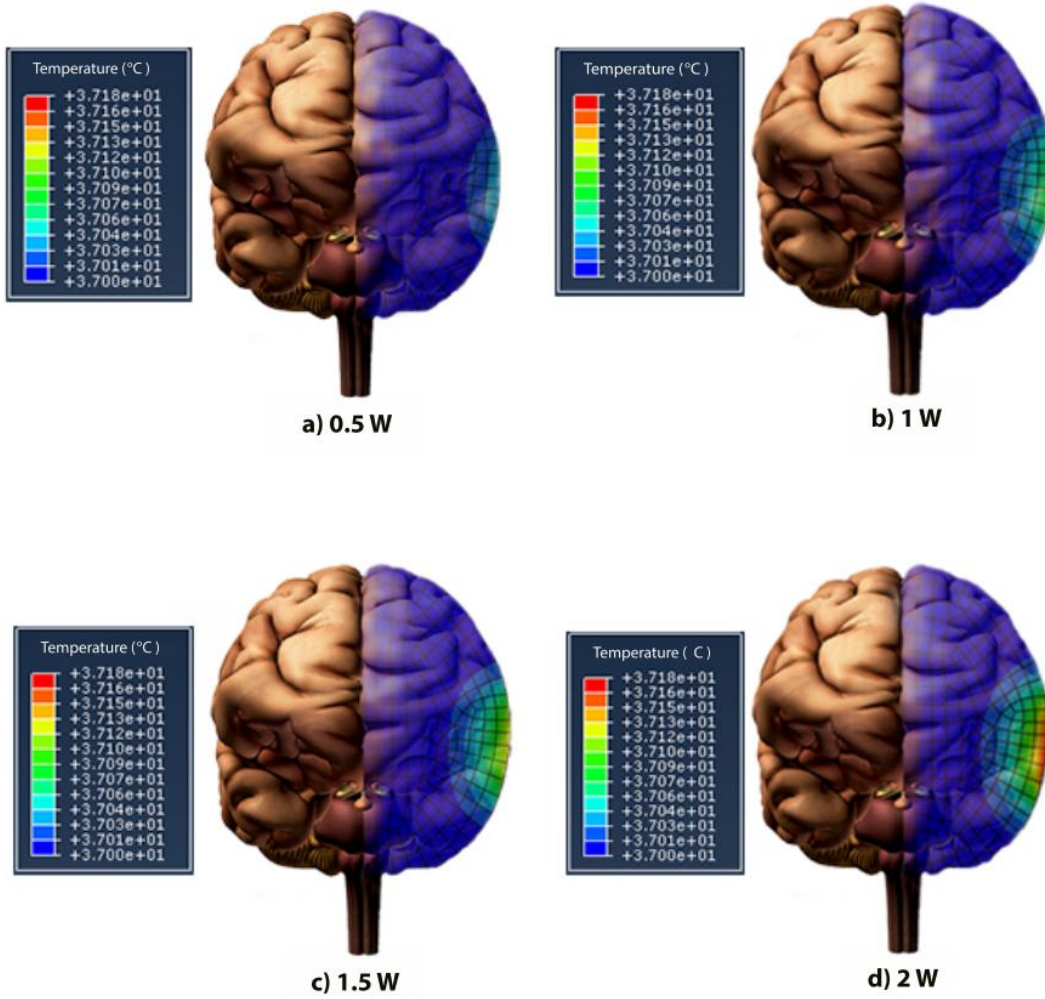 Temperature (°C )
+3.718e+01
+3.716e+01
+3.715e+01
+3.713e+01
+3.712e+01
+3.710e+01
+3.709e+01
+3.707e+01
+3.706e+01
+3.704e+01
+3.703e+01
+3.701e+01
+3.700e+01
a) 0.5 W
Temperature (°C )
+3.718e+01
+3.716e+01
+3.715e+01
+3.713e+01
+3.712e+01
+3.710e+01
+3.709e+01
+3.707e+01
+3.706e+01
+3.704e+01
+3.703e+01
+3.701e+01
+3.700e+01
b) 1 W
Temperature (°C )
+3.718e+01
+3.716e+01
+3.715e+01
+3.713e+01
+3.712e+01
+3.710e+01
+3.709e+01
+3.707e+01
+3.706e+01
+3.704e+01
+3.703e+01
+3.701e+01
+3.700e+01
c) 1.5 W
Temperature ( C )
+3.718e+01
+3.716e+01
+3.715e+01
+3.713e+01
+3.712e+01
+3.710e+01
+3.709e+01
+3.707e+01
+3.706e+01
+3.704e+01
+3.703e+01
+3.701e+01
+3.700e+01
d) 2 W